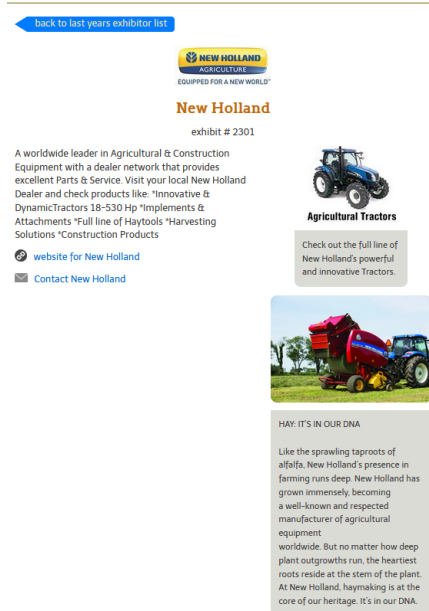 back to last years exhibitor list
NEW HOLLAND
AGRICULTURE
EQUIPPED FOR A NEW WORLD™
New Holland
exhibit # 2301
A worldwide leader in Agricultural & Construction
Equipment with a dealer network that provides
excellent Parts & Service. Visit your local New Holland
Dealer and check products like: *Innovative &
DynamicTractors 18-530 Hp *Implements &
Attachments *Full line of Haytools *Harvesting
Solutions *Construction Products
website for New Holland
Contact New Holland
Agricultural Tractors
Check out the full line of
New Holland's powerful
and innovative Tractors.
HAY: IT'S IN OUR DNA
Like the sprawling taproots of
alfalfa, New Holland's presence in
farming runs deep. New Holland has
grown immensely, becoming
a well-known and respected
manufacturer of agricultural
equipment
worldwide. But no matter how deep
plant outgrowths run, the heartiest
roots reside at the stem of the plant.
At New Holland, haymaking is at the
core of our heritage. It's in our DNA.